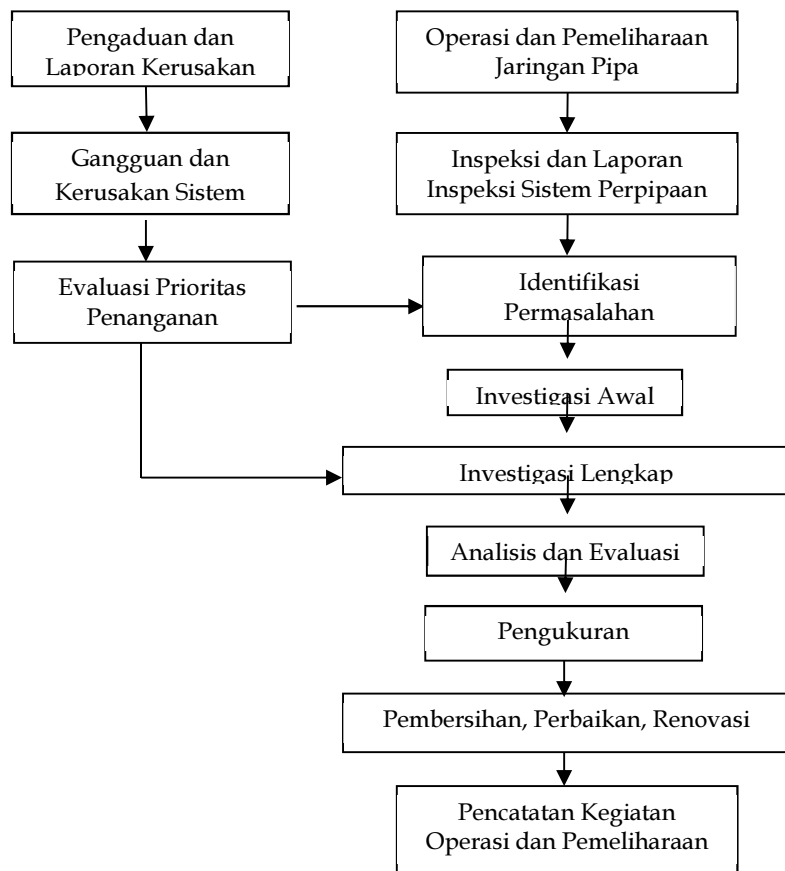 Pengaduan dan
Laporan Kerusakan
Operasi dan Pemeliharaan
Jaringan Pipa
Gangguan dan
Kerusakan Sistem
Inspeksi dan Laporan
Inspeksi Sistem Perpipaan
Evaluasi Prioritas
Penanganan
Identifikasi
Permasalahan
Investigasi Awal
Investigasi Lengkap
Analisis dan Evaluasi
Pengukuran
Pembersihan, Perbaikan, Renovasi
Pencatatan Kegiatan
Operasi dan Pemeliharaan